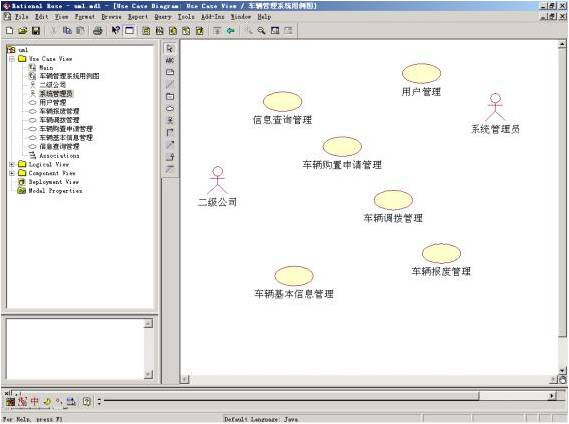 Rational Rose - uml.mdl - [Use Case Diagram: Use Case View / 车辆管理系统用例图]
File Edit View Format Browse Report Query Tools Add-Ins Window Help
uml
Use Case View
Main
车辆管理系统用例图
二级公司
系统管理员
用户管理
车辆报废管理
车辆调拨管理
车辆购置申请管理
车辆基本信息管理
信息查询管理
Associations
Logical View
Component View
Deployment View
Model Properties
ABC
用户管理
信息查询管理
系统管理员
车辆购置申请管理
二级公司
车辆调拨管理
车辆报废管理
车辆基本信息管理
中
For Help, press F1
Default Language: Java